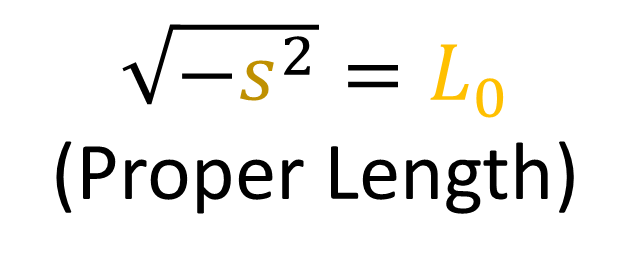 √−s² = L₀
(Proper Length)